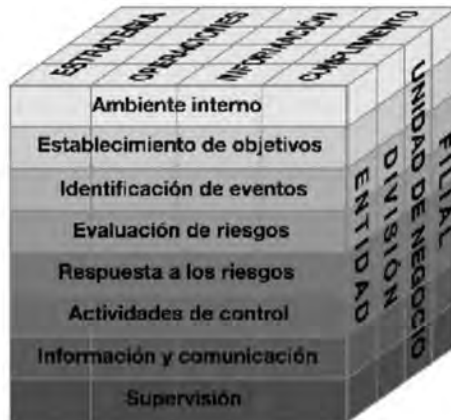 ESTRATEGIA
OPERACIONES
INFORMACIÓN
CUMPLIMIENTO
Ambiente interno
Establecimiento de objetivos
Identificación de eventos
Evaluación de riesgos
Respuesta a los riesgos
Actividades de control
Información y comunicación
Supervisión
ENTIDAD
DIVISIÓN
UNIDAD DE NEGOCIO
FILIAL